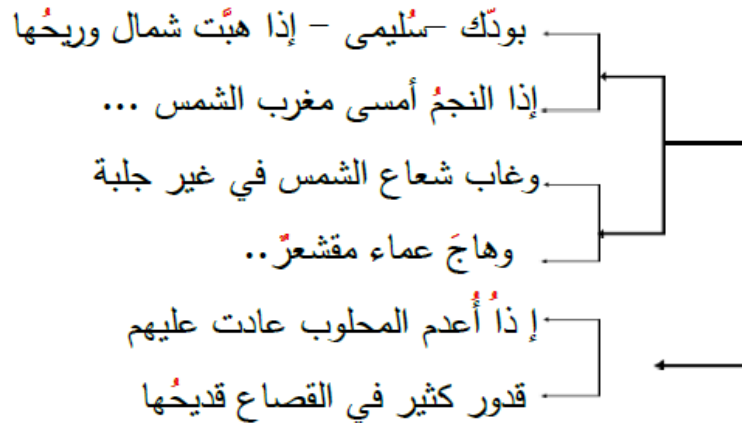 بودّك –سُليمى – إذا هبَّت شمال وريحُها
إذا النجمُ أمسى مغرب الشمس ...
وغاب شعاع الشمس في غير جلبة
وهاجَ عماء مقشعرٌ..
إ ذاُ أُعدم المحلوب عادت عليهم
قدور كثير في القصاع قديحُها